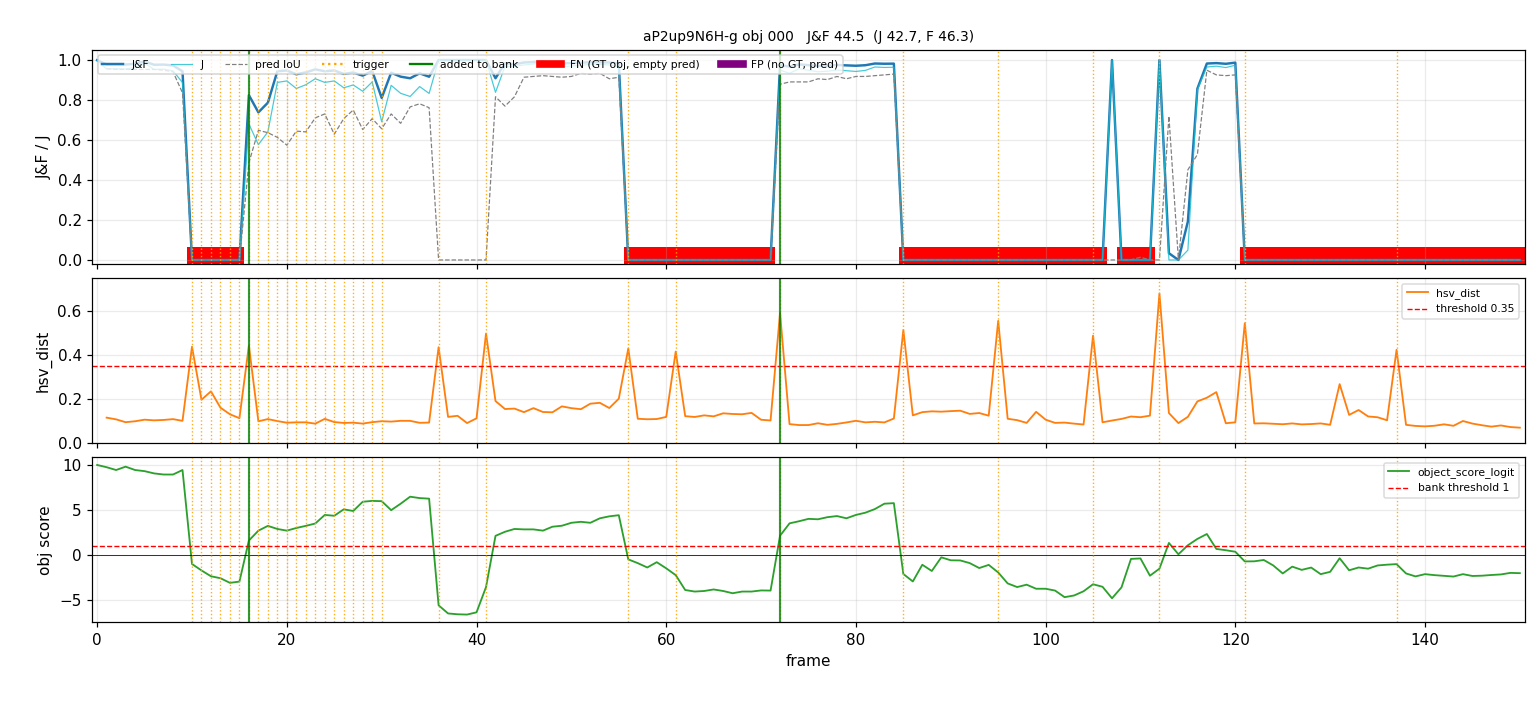 aP2up9N6H-g obj 000   J&F 44.5  (J 42.7, F 46.3)
J&F
J
pred IoU
trigger
added to bank
FN (GT obj, empty pred)
FP (no GT, pred)
1.0
0.8
0.6
0.4
0.2
0.0
J&F / J
hsv_dist
threshold 0.35
0.6
0.4
0.2
0.0
hsv_dist
object_score_logit
bank threshold 1
10
5
0
−5
obj score
0
20
40
60
80
100
120
140
frame